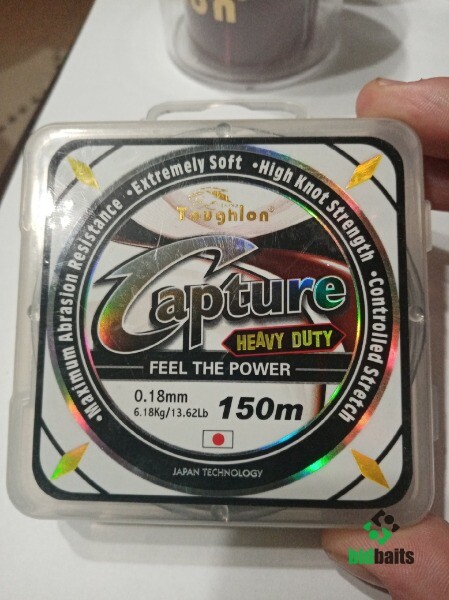 •Maximum Abrasion Resistance •Extremely Soft •High Knot Strength •Controlled Stretch
Toughlon
Capture
HEAVY DUTY
FEEL THE POWER
0.18mm
6.18Kg/13.62Lb
150m
JAPAN TECHNOLOGY
bidbaits